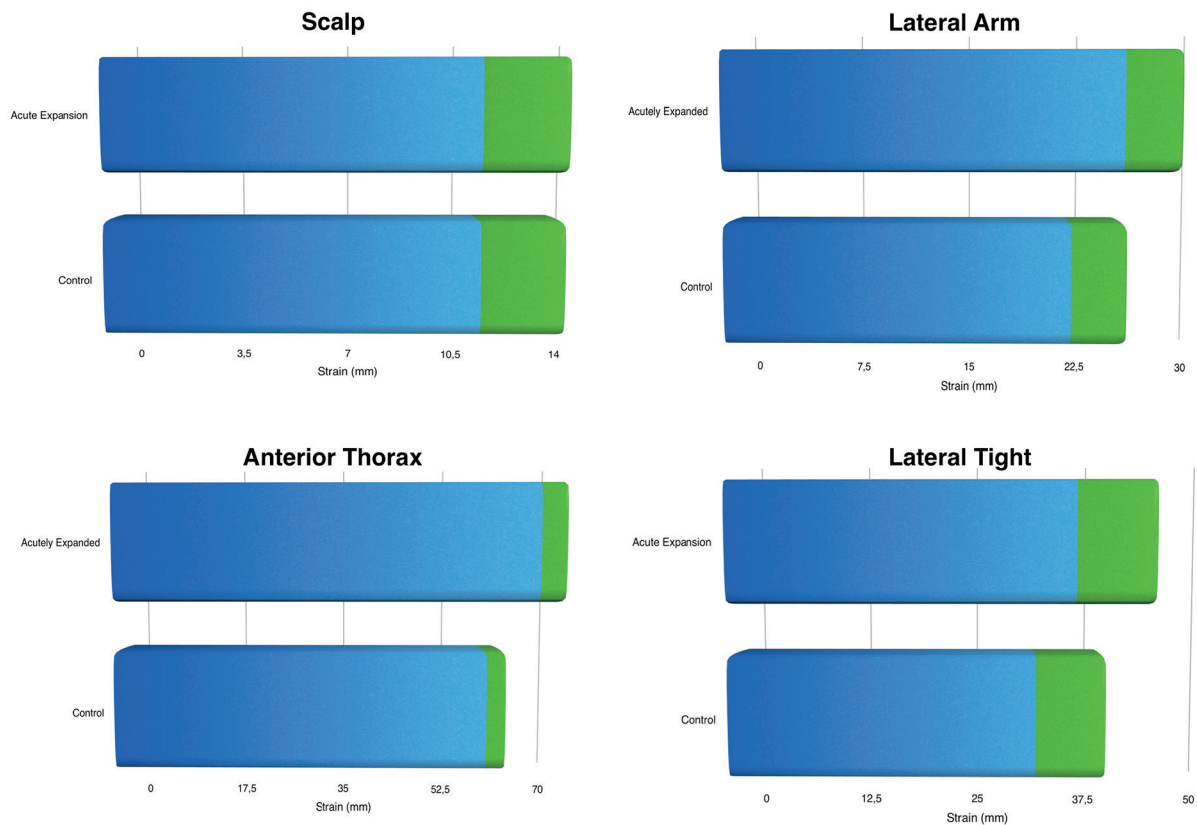 Scalp
Acute Expansion
Control
0 3,5 7 10,5 14
Strain (mm)
Lateral Arm
Acutely Expanded
Control
0 7,5 15 22,5 30
Strain (mm)
Anterior Thorax
Acutely Expanded
Control
0 17,5 35 52,5 70
Strain (mm)
Lateral Tight
Acute Expansion
Control
0 12,5 25 37,5 50
Strain (mm)